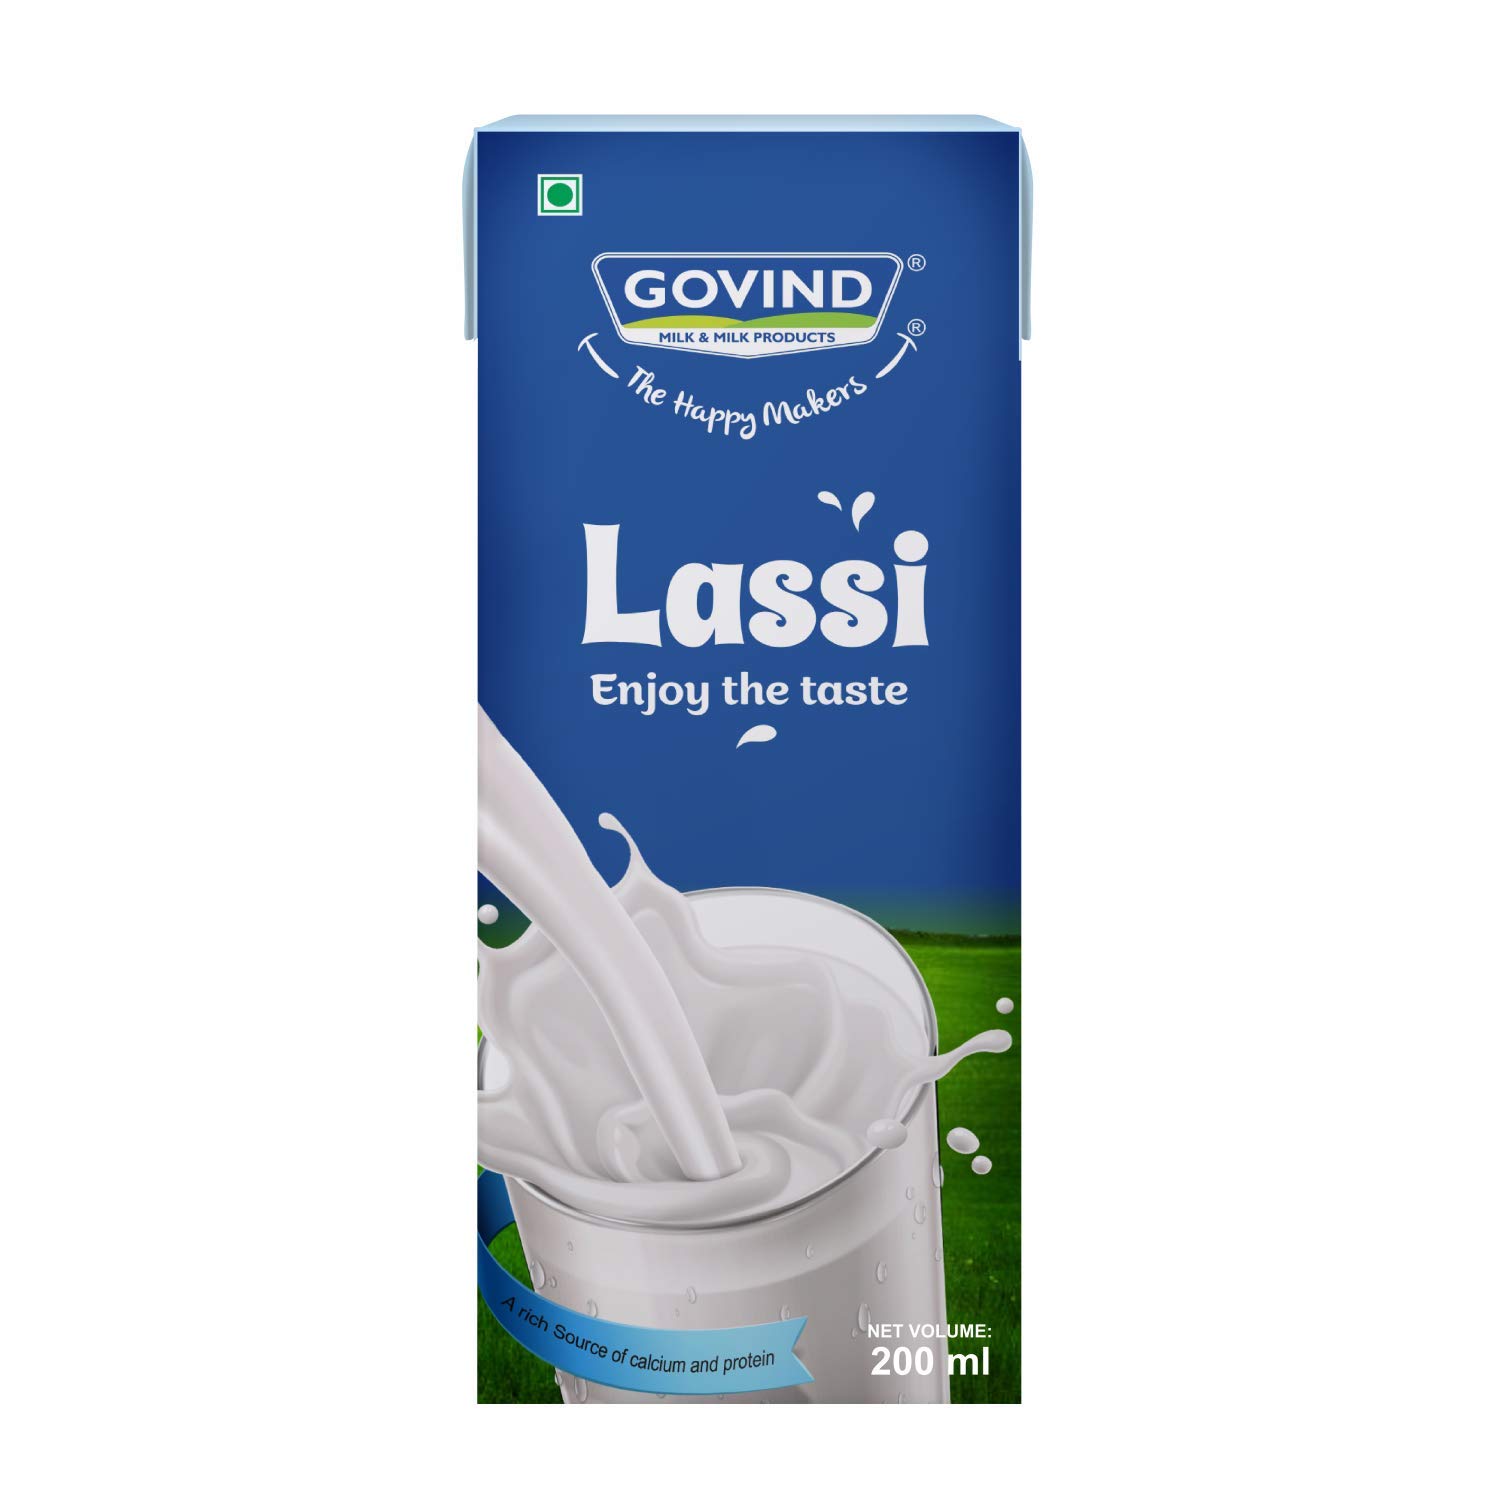 GOVIND ®
MILK & MILK PRODUCTS ®
The Happy Makers
Lassi
Enjoy the taste
A rich Source of calcium and protein
NET VOLUME:
200 ml